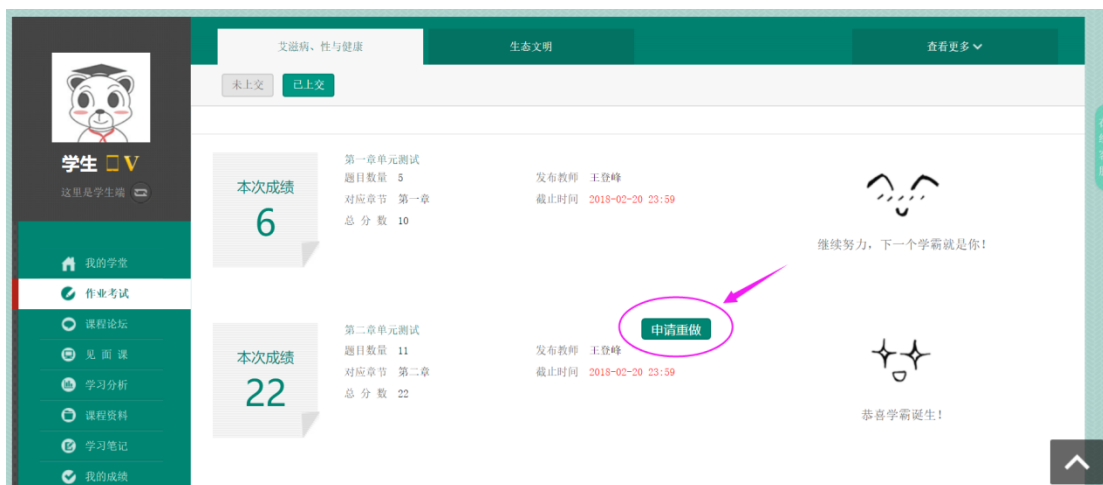 艾滋病、性与健康
生态文明
查看更多
未上交
已上交
学生 V
这里是学生端
我的学堂
作业考试
课程论坛
见 面 课
学习分析
课程资料
学习笔记
我的成绩
本次成绩
6
第一章单元测试
题目数量 5
对应章节 第一章
总 分 数 10
发布教师 王登峰
截止时间 2018-02-20 23:59
继续努力，下一个学霸就是你！
本次成绩
22
第二章单元测试
题目数量 11
对应章节 第二章
总 分 数 22
申请重做
发布教师 王登峰
截止时间 2018-02-20 23:59
恭喜学霸诞生！